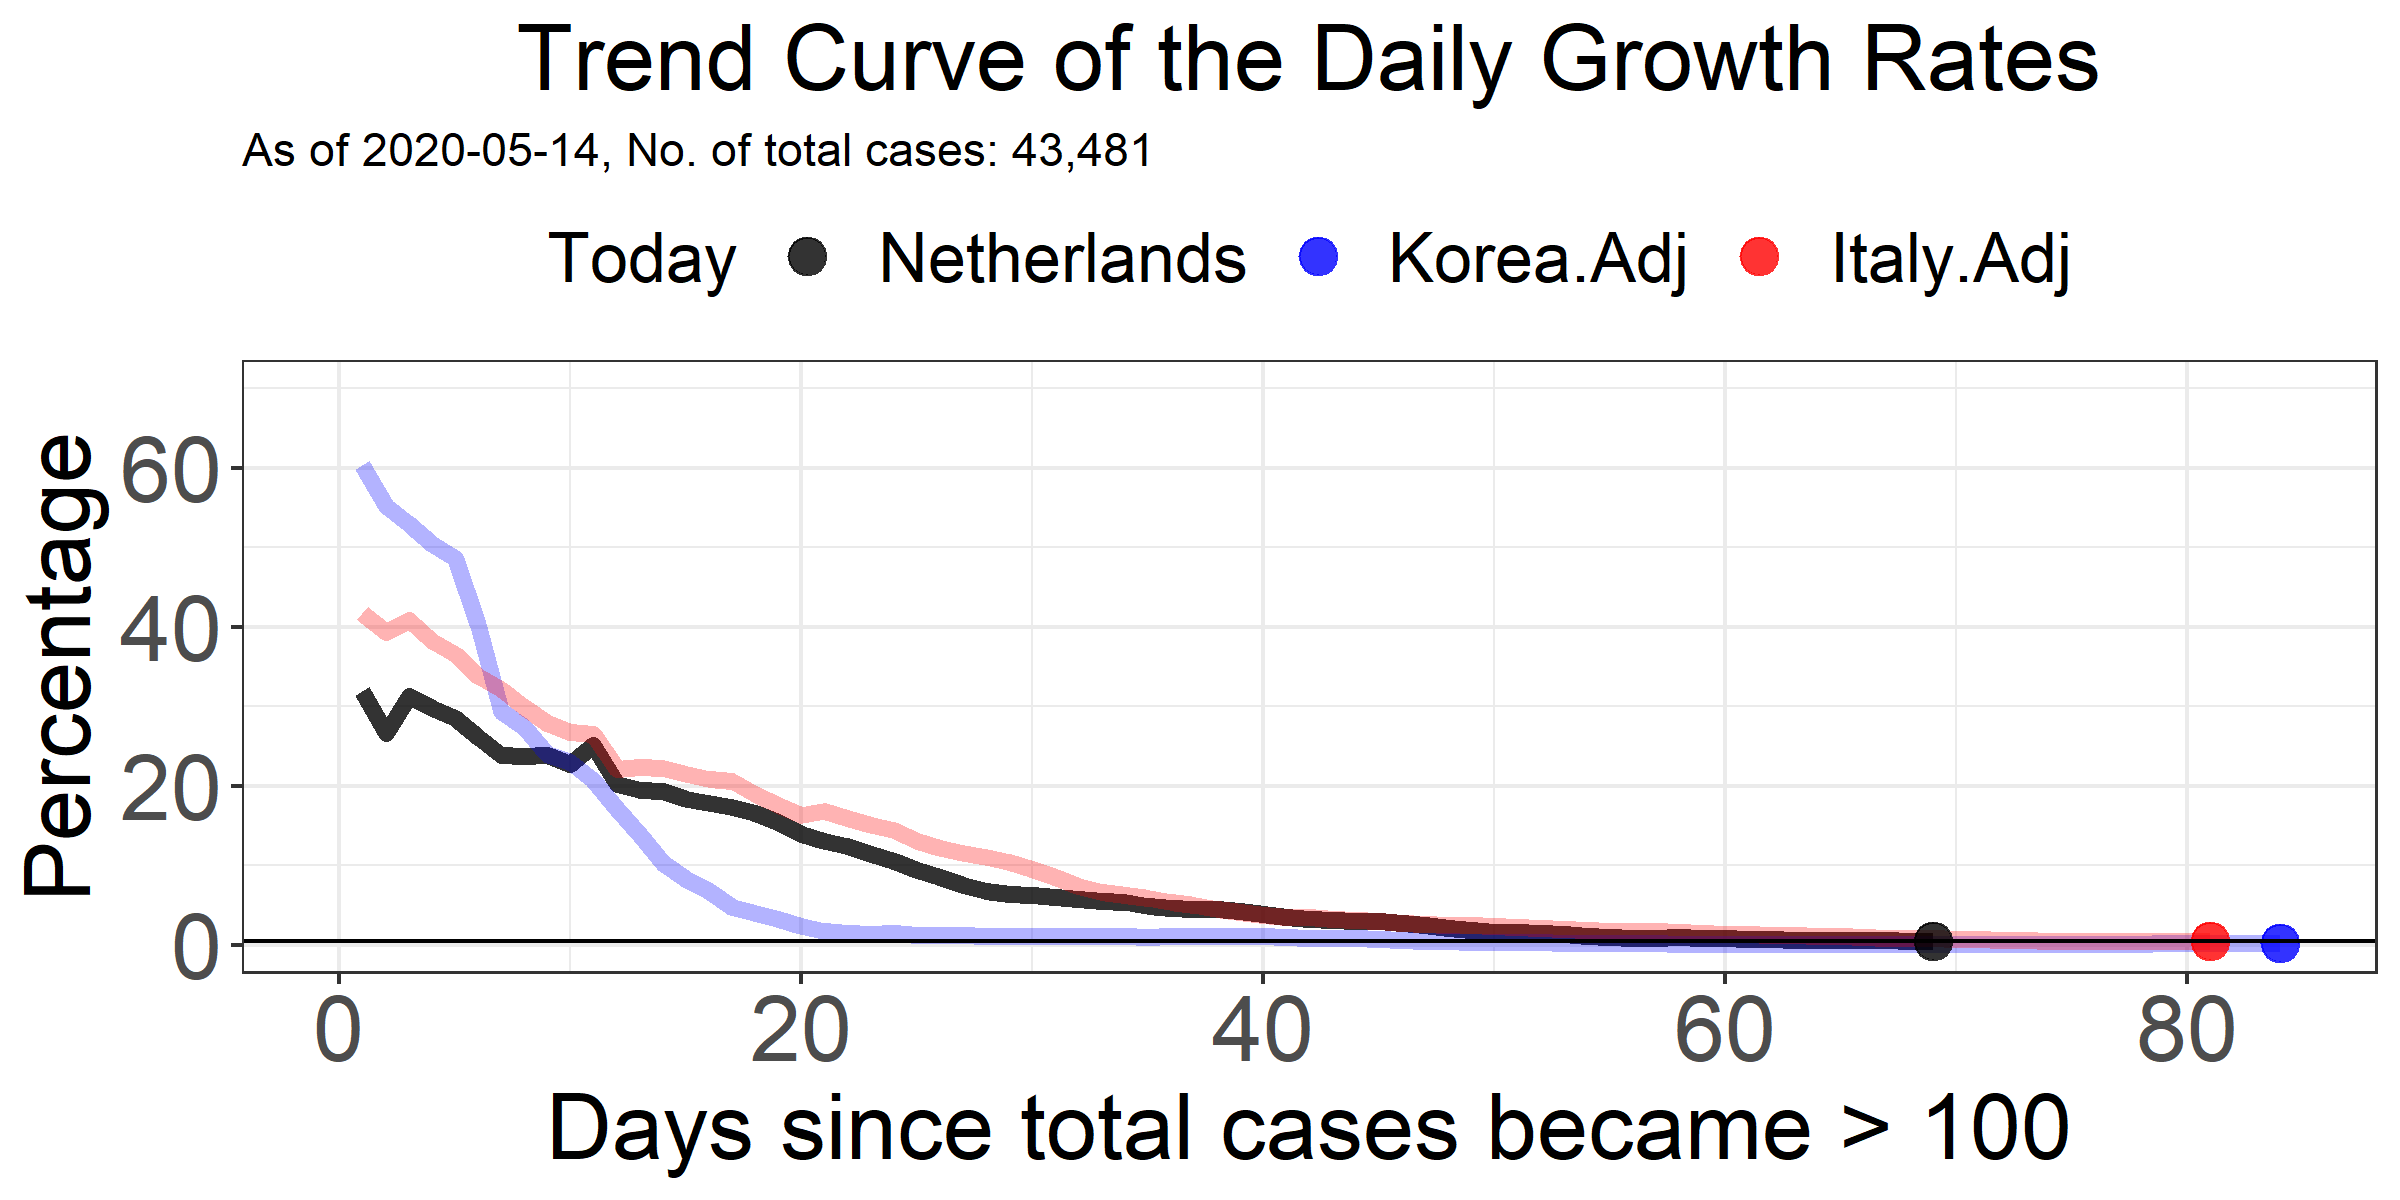 Trend Curve of the Daily Growth Rates
As of 2020-05-14, No. of total cases: 43,481
Today Netherlands Korea.Adj Italy.Adj
Percentage
60
40
20
0
0 20 40 60 80
Days since total cases became > 100